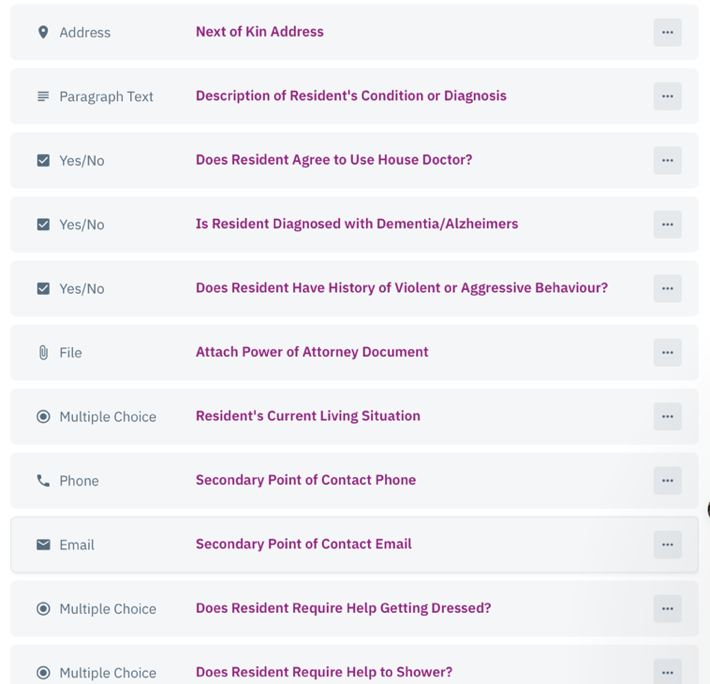 Address Next of Kin Address
Paragraph Text Description of Resident's Condition or Diagnosis
Yes/No Does Resident Agree to Use House Doctor?
Yes/No Is Resident Diagnosed with Dementia/Alzheimers
Yes/No Does Resident Have History of Violent or Aggressive Behaviour?
File Attach Power of Attorney Document
Multiple Choice Resident's Current Living Situation
Phone Secondary Point of Contact Phone
Email Secondary Point of Contact Email
Multiple Choice Does Resident Require Help Getting Dressed?
Multiple Choice Does Resident Require Help to Shower?